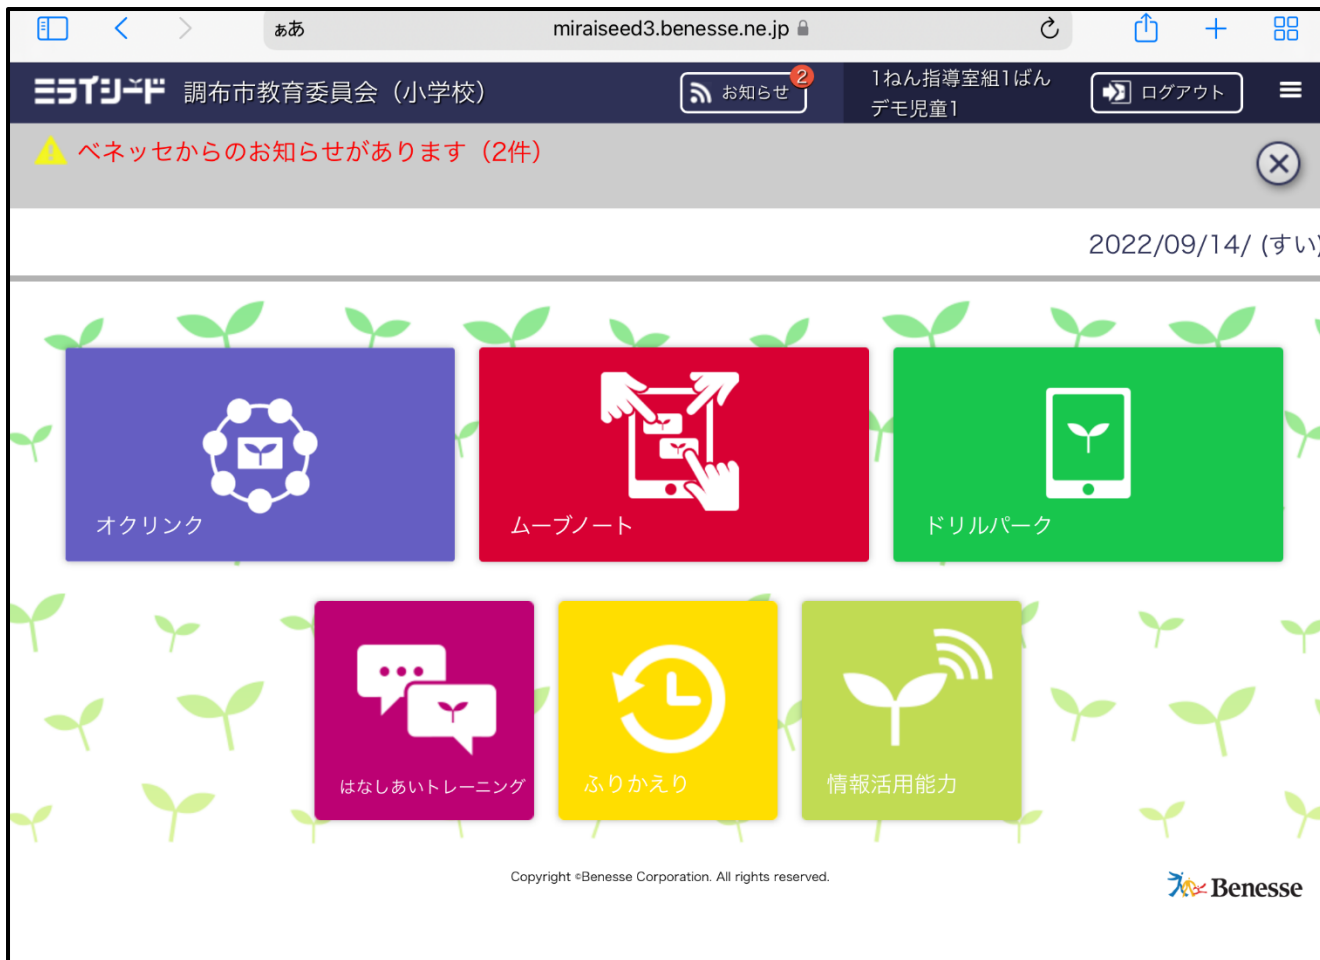 ぁあ
miraiseed3.benesse.ne.jp
ミライシード 調布市教育委員会（小学校）
お知らせ 2
1ねん指導室組1ばん
デモ児童1
ログアウト
ベネッセからのお知らせがあります（2件）
2022/09/14/ (すい)
オクリンク
ムーブノート
ドリルパーク
はなしあいトレーニング
ふりかえり
情報活用能力
Copyright ©Benesse Corporation. All rights reserved.
Benesse